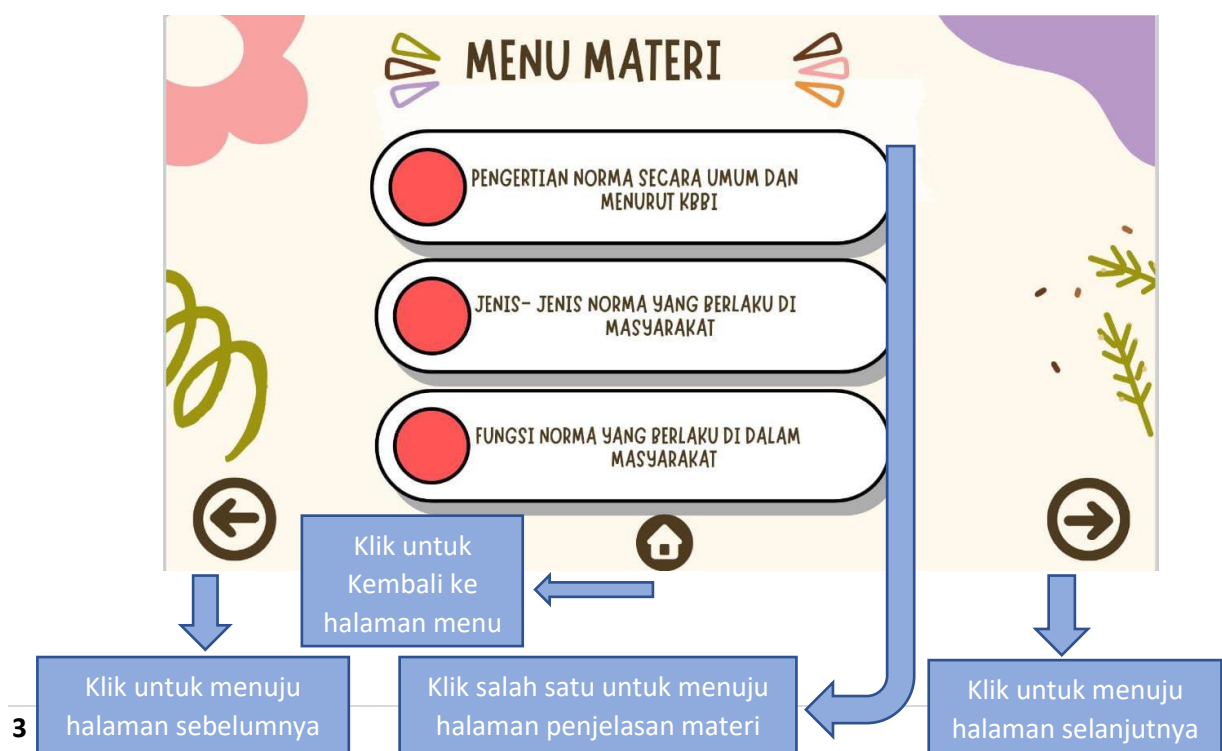 MENU MATERI
PENGERTIAN NORMA SECARA UMUM DAN
MENURUT KBBI
JENIS- JENIS NORMA YANG BERLAKU DI
MASYARAKAT
FUNGSI NORMA YANG BERLAKU DI DALAM
MASYARAKAT
Klik untuk
Kembali ke
halaman menu
Klik untuk menuju
halaman sebelumnya
Klik salah satu untuk menuju
halaman penjelasan materi
Klik untuk menuju
halaman selanjutnya
3